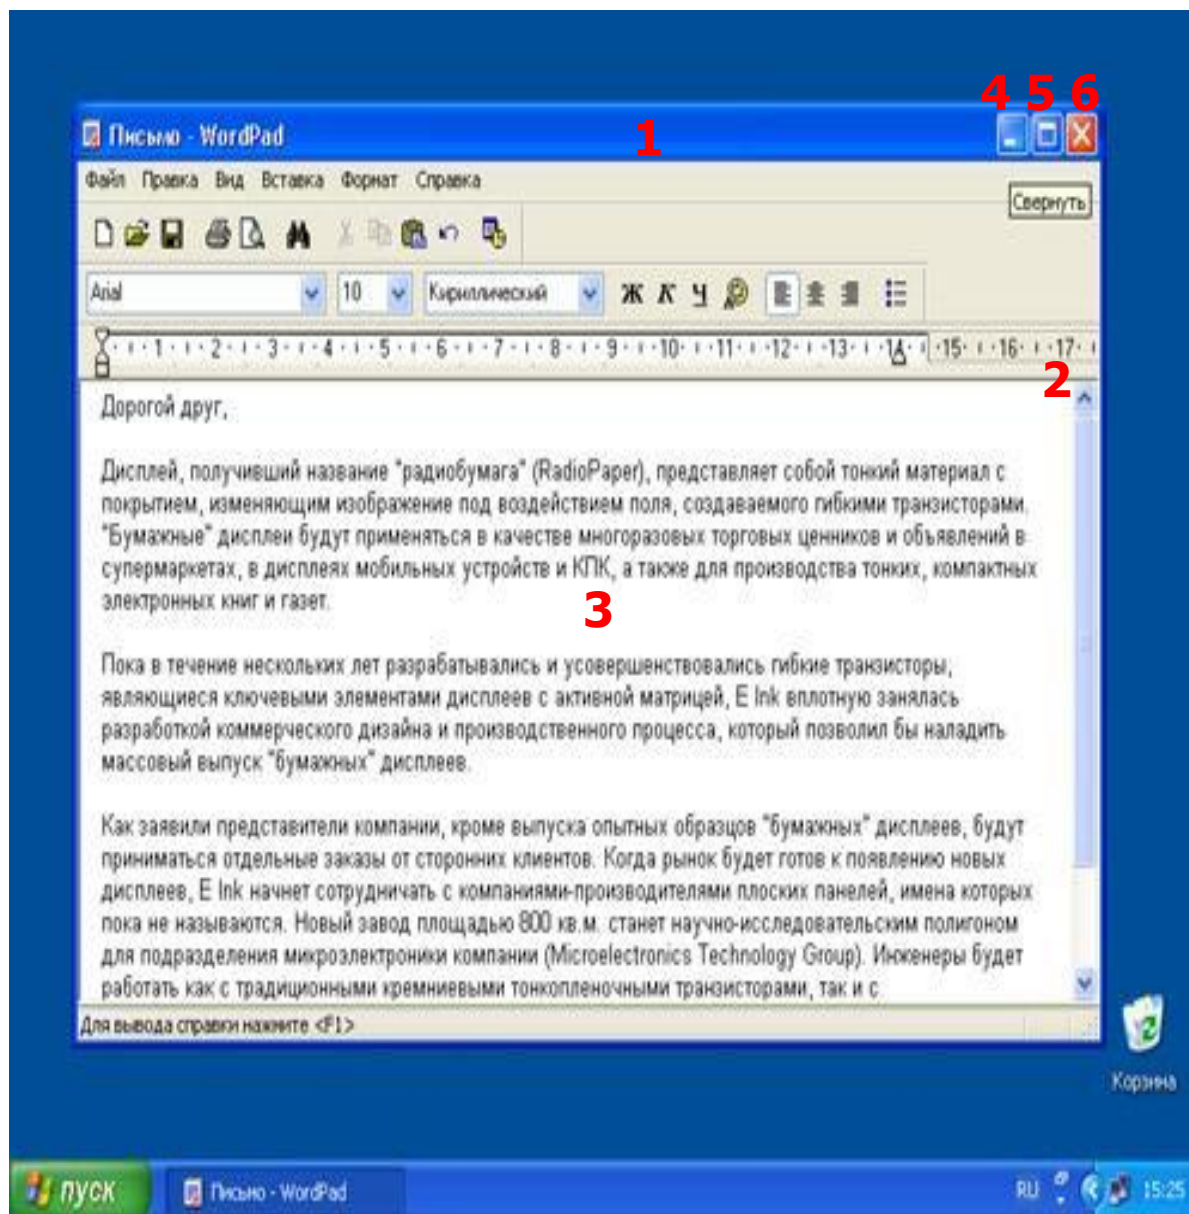 4 5 6
Письмо - WordPad
1
Файл Правка Вид Вставка Формат Справка
Свернуть
Arial 10 Кириллический Ж К Ч
1 2 3 4 5 6 7 8 9 10 11 12 13 14 15 16 17
2
Дорогой друг,
Дисплей, получивший название "радиобумага" (RadioPaper), представляет собой тонкий материал с
покрытием, изменяющим изображение под воздействием поля, создаваемого гибкими транзисторами.
"Бумажные" дисплеи будут применяться в качестве многоразовых торговых ценников и объявлений в
супермаркетах, в дисплеях мобильных устройств и КПК, а также для производства тонких, компактных
электронных книг и газет.
3
Пока в течение нескольких лет разрабатывались и усовершенствовались гибкие транзисторы,
являющиеся ключевыми элементами дисплеев с активной матрицей, E Ink вплотную занялась
разработкой коммерческого дизайна и производственного процесса, который позволил бы наладить
массовый выпуск "бумажных" дисплеев.
Как заявили представители компании, кроме выпуска опытных образцов "бумажных" дисплеев, будут
приниматься отдельные заказы от сторонних клиентов. Когда рынок будет готов к появлению новых
дисплеев, E Ink начнет сотрудничать с компаниями-производителями плоских панелей, имена которых
пока не называются. Новый завод площадью 800 кв.м. станет научно-исследовательским полигоном
для подразделения микроэлектроники компании (Microelectronics Technology Group). Инженеры будет
работать как с традиционными кремниевыми тонкопленочными транзисторами, так и с
Для вывода справки нажмите <F1>
Корзина
пуск Письмо - WordPad RU 15:25